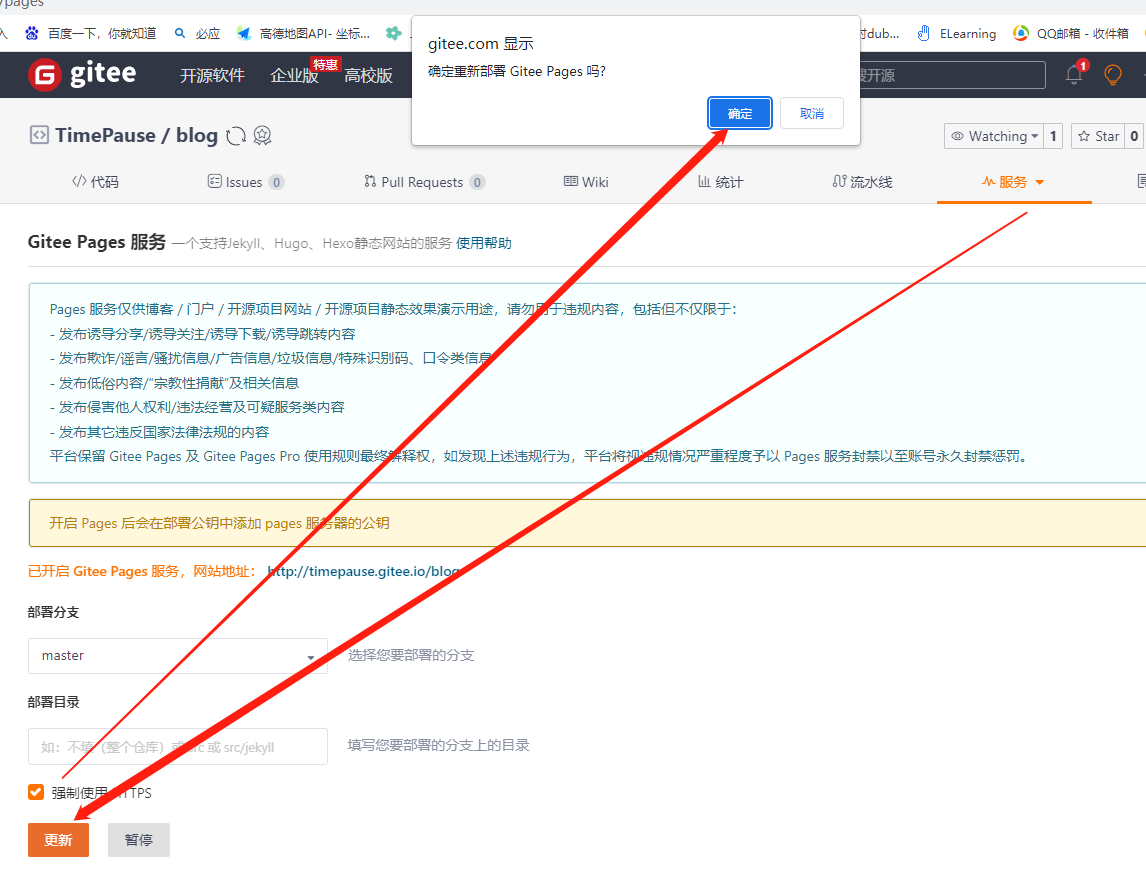 /pages
百度一下，你就知道
必应
高德地图API- 坐标...
dub...
ELearning
QQ邮箱 - 收件箱
gitee.com 显示
确定重新部署 Gitee Pages 吗?
确定
取消
gitee
开源软件
企业版
特惠
高校版
开源
1
TimePause / blog
Watching
1
Star
0
代码
Issues 0
Pull Requests 0
Wiki
统计
流水线
服务
Gitee Pages 服务 一个支持Jekyll、Hugo、Hexo静态网站的服务 使用帮助
Pages 服务仅供博客 / 门户 / 开源项目网站 / 开源项目静态效果演示用途，请勿用于违规内容，包括但不仅限于：
- 发布诱导分享/诱导关注/诱导下载/诱导跳转内容
- 发布欺诈/谣言/骚扰信息/广告信息/垃圾信息/特殊识别码、口令类信息
- 发布低俗内容/“宗教性捐献”及相关信息
- 发布侵害他人权利/违法经营及可疑服务类内容
- 发布其它违反国家法律法规的内容
平台保留 Gitee Pages 及 Gitee Pages Pro 使用规则最终解释权，如发现上述违规行为，平台将视违规情况严重程度予以 Pages 服务封禁以至账号永久封禁惩罚。
开启 Pages 后会在部署公钥中添加 pages 服务器的公钥
已开启 Gitee Pages 服务，网站地址： http://timepause.gitee.io/blog
部署分支
master
选择您要部署的分支
部署目录
如：不填（整个仓库）或 src 或 src/jekyll
填写您要部署的分支上的目录
强制使用 HTTPS
更新
暂停